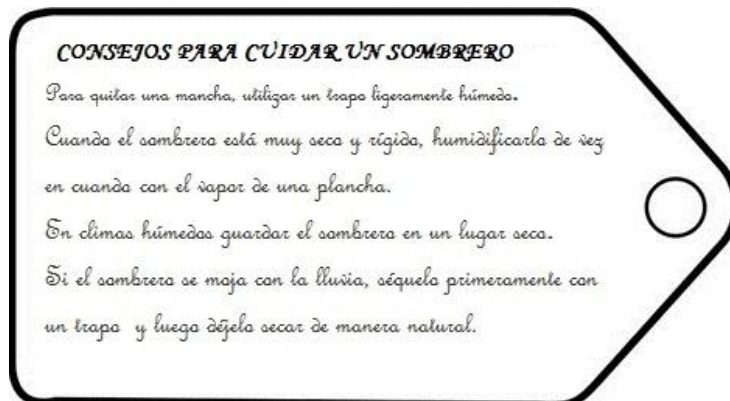 CONSEJOS PARA CUIDAR UN SOMBRERO
Para quitar una mancha, utilizar un trapo ligeramente húmedo.
Cuando el sombrero está muy seco y rígido, humidificarlo de vez
en cuando con el vapor de una plancha.
En climas húmedos guardar el sombrero en un lugar seco.
Si el sombrero se moja con la lluvia, séquelo primeramente con
un trapo y luego déjelo secar de manera natural.